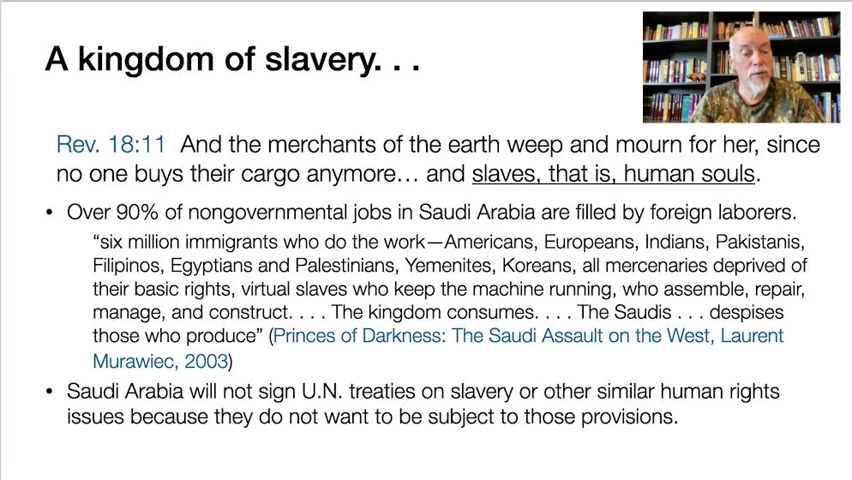 A kingdom of slavery. . .
Rev. 18:11 And the merchants of the earth weep and mourn for her, since
no one buys their cargo anymore… and slaves, that is, human souls.
• Over 90% of nongovernmental jobs in Saudi Arabia are filled by foreign laborers.
“six million immigrants who do the work—Americans, Europeans, Indians, Pakistanis,
Filipinos, Egyptians and Palestinians, Yemenites, Koreans, all mercenaries deprived of
their basic rights, virtual slaves who keep the machine running, who assemble, repair,
manage, and construct. . . . The kingdom consumes. . . . The Saudis . . . despises
those who produce” (Princes of Darkness: The Saudi Assault on the West, Laurent
Murawiec, 2003)
• Saudi Arabia will not sign U.N. treaties on slavery or other similar human rights
issues because they do not want to be subject to those provisions.